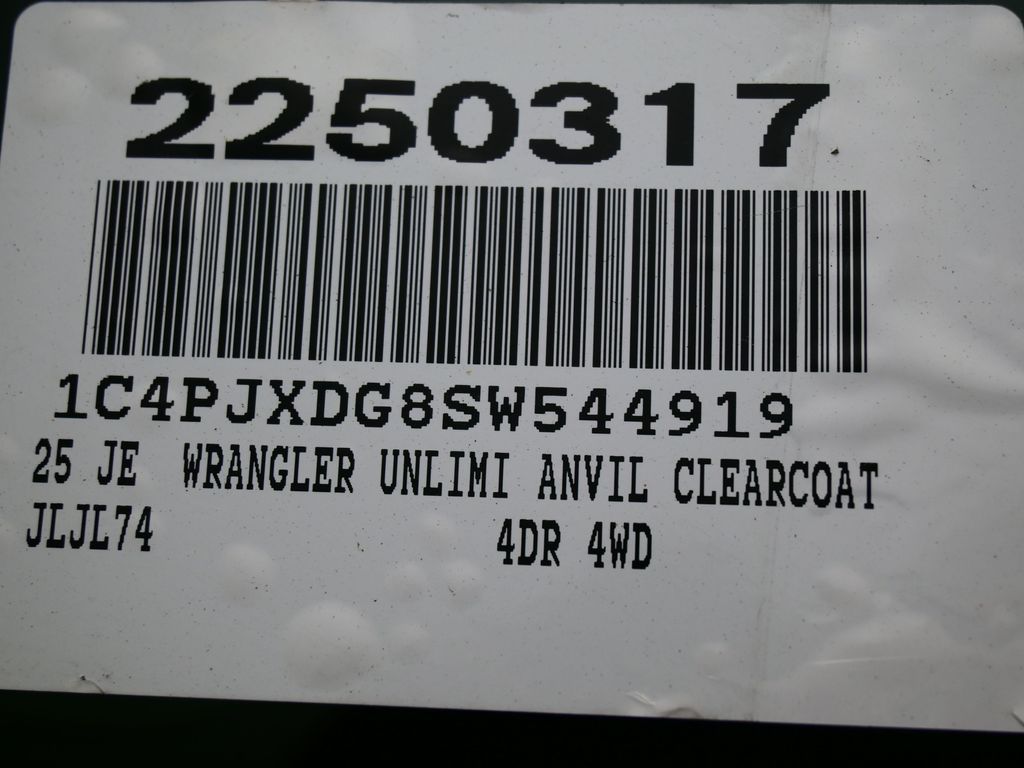 2250317
1C4PJXDG8SW544919
25 JE WRANGLER UNLIMI ANVIL CLEARCOAT
JLJL74 4DR 4WD